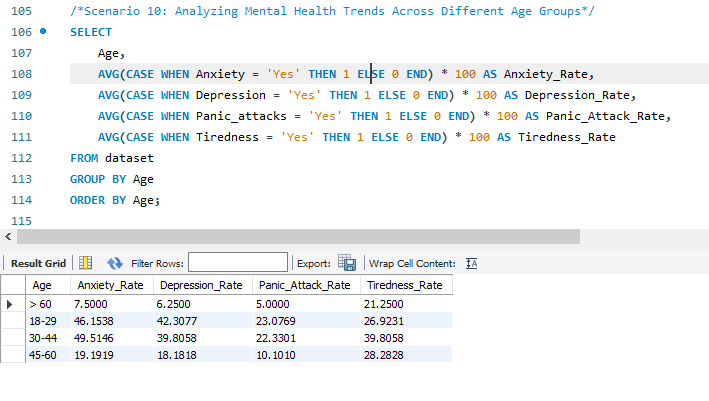 105 /*Scenario 10: Analyzing Mental Health Trends Across Different Age Groups*/
106 SELECT
107 Age,
108 AVG(CASE WHEN Anxiety = 'Yes' THEN 1 ELSE 0 END) * 100 AS Anxiety_Rate,
109 AVG(CASE WHEN Depression = 'Yes' THEN 1 ELSE 0 END) * 100 AS Depression_Rate,
110 AVG(CASE WHEN Panic_attacks = 'Yes' THEN 1 ELSE 0 END) * 100 AS Panic_Attack_Rate,
111 AVG(CASE WHEN Tiredness = 'Yes' THEN 1 ELSE 0 END) * 100 AS Tiredness_Rate
112 FROM dataset
113 GROUP BY Age
114 ORDER BY Age;
115
Result Grid Filter Rows: Export: Wrap Cell Content: IA
Age Anxiety_Rate Depression_Rate Panic_Attack_Rate Tiredness_Rate
> 60 7.5000 6.2500 5.0000 21.2500
18-29 46.1538 42.3077 23.0769 26.9231
30-44 49.5146 39.8058 22.3301 39.8058
45-60 19.1919 18.1818 10.1010 28.2828